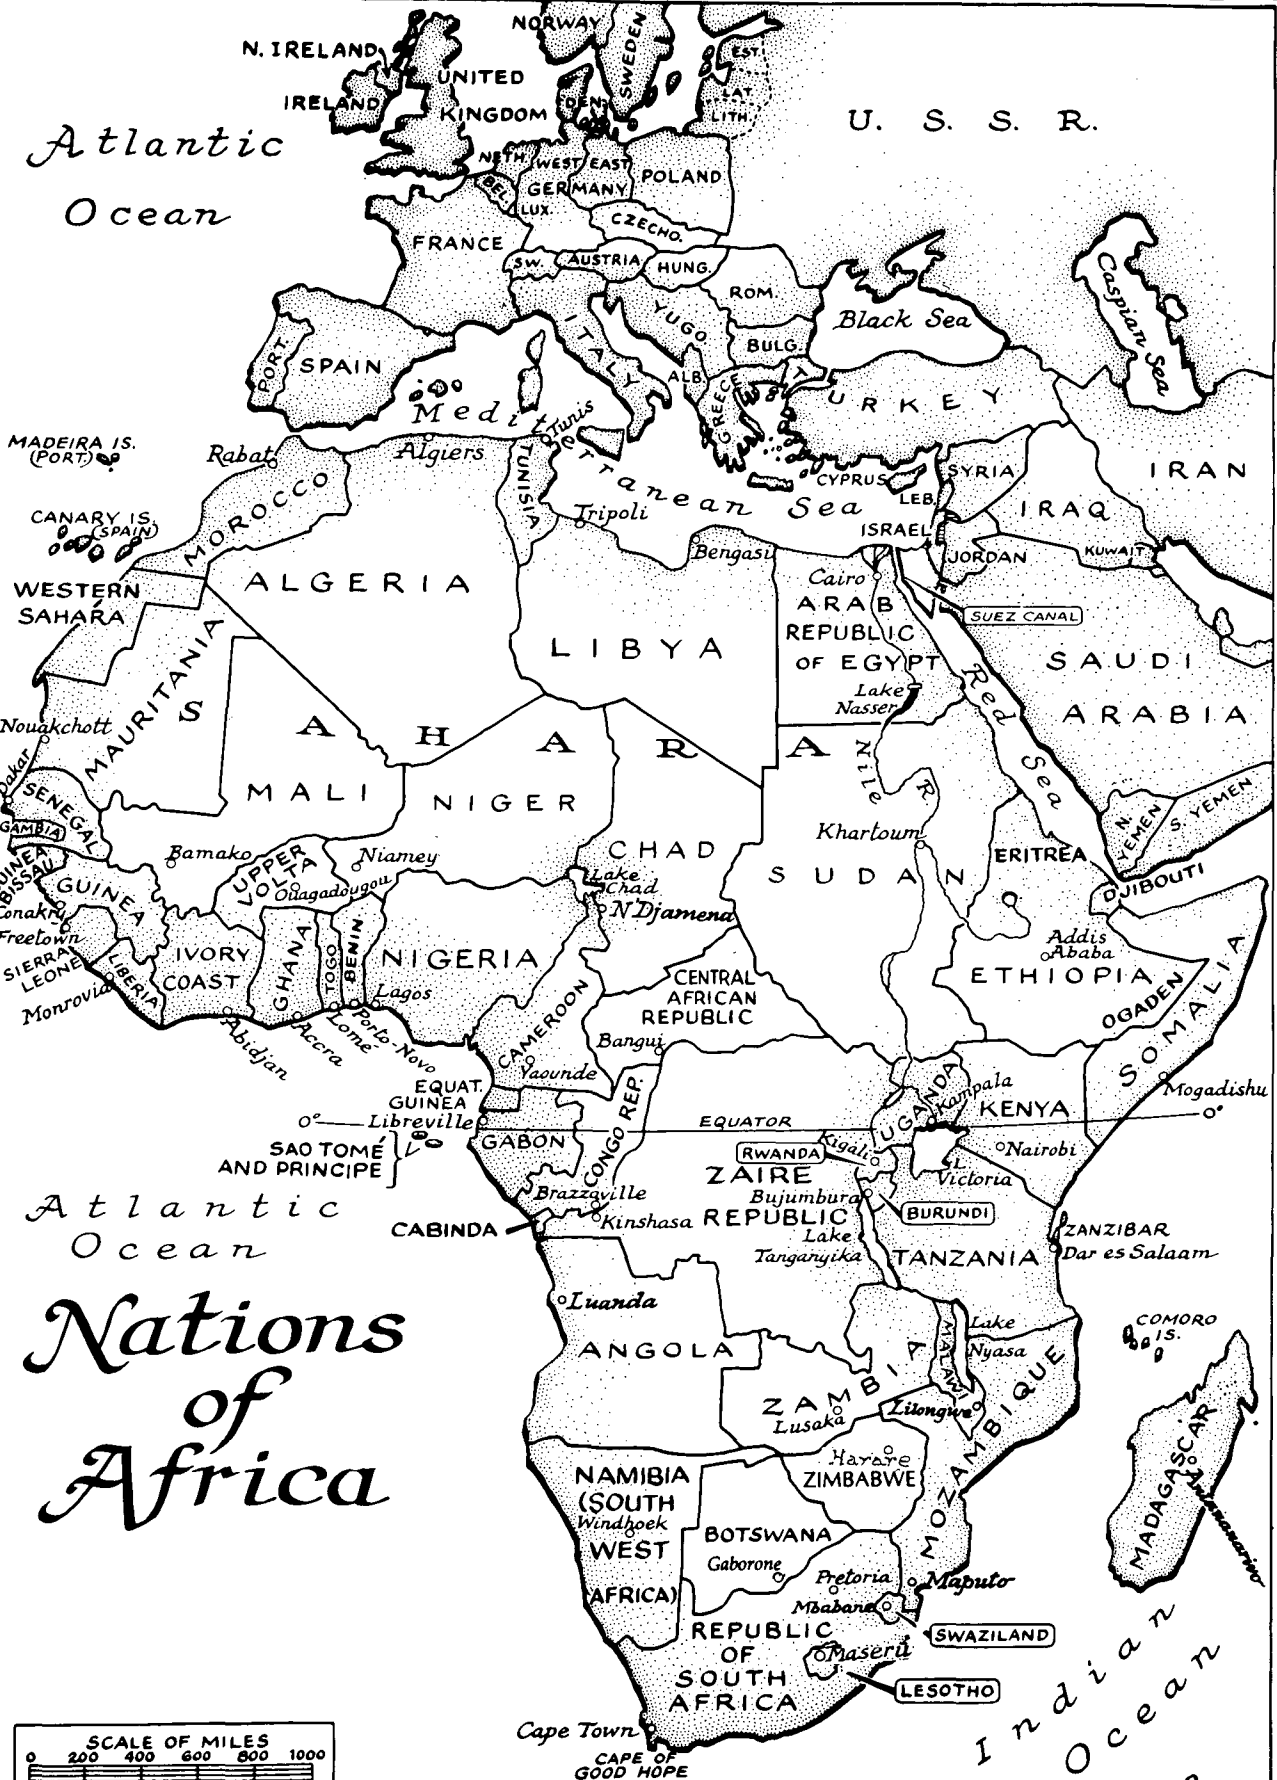 NORWAY
SWEDEN
N. IRELAND
UNITED
KINGDOM
IRELAND
DEN.
EST.
LAT.
LITH.
U. S. S. R.
Atlantic
Ocean
NETH.
WEST
EAST
GERMANY
POLAND
BEL.
LUX.
CZECHO.
FRANCE
SW.
AUSTRIA
HUNG.
ROM.
YUGO.
ITALY
BULG.
Black Sea
Caspian Sea
PORT.
SPAIN
ALB.
GREECE
TURKEY
Mediterranean Sea
MADEIRA IS.
(PORT)
Rabat
Algiers
Tunis
TUNISIA
CYPRUS
SYRIA
LEB.
IRAN
IRAQ
CANARY IS.
(SPAIN)
MOROCCO
Tripoli
Bengasi
ISRAEL
JORDAN
KUWAIT
WESTERN
SAHARA
ALGERIA
LIBYA
Cairo
ARAB
REPUBLIC
OF EGYPT
SUEZ CANAL
Lake
Nasser
SAUDI
ARABIA
Red Sea
Nouakchott
MAURITANIA
SAHARA
Nile R
Dakar
SENEGAL
MALI
NIGER
CHAD
SUDAN
Khartoum
ERITREA
N. YEMEN
S. YEMEN
DJIBOUTI
GAMBIA
GUINEA
BISSAU
GUINEA
Bamako
UPPER
VOLTA
Ouagadougou
Niamey
Lake
Chad
N'Djamena
Conakry
Freetown
SIERRA
LEONE
Monrovia
LIBERIA
IVORY
COAST
GHANA
TOGO
BENIN
NIGERIA
Lagos
Porto-Novo
Lome
Accra
Abidjan
CAMEROON
Yaounde
CENTRAL
AFRICAN
REPUBLIC
Bangui
Addis
Ababa
ETHIOPIA
OGADEN
SOMALIA
Mogadishu
EQUAT.
GUINEA
Libreville
0°
EQUATOR
0°
SAO TOMÉ
AND PRINCIPE
GABON
CONGO REP.
UGANDA
Kampala
KENYA
Nairobi
Kigali
RWANDA
L.
Victoria
ZAIRE
REPUBLIC
Bujumbura
BURUNDI
Lake
Tanganyika
Brazzaville
Kinshasa
CABINDA
TANZANIA
ZANZIBAR
Dar es Salaam
Atlantic
Ocean
Nations
of
Africa
Luanda
ANGOLA
ZAMBIA
Lusaka
MALAWI
Lilongwe
Lake
Nyasa
MOZAMBIQUE
COMORO
IS.
MADAGASCAR
Antananarivo
Harare
ZIMBABWE
NAMIBIA
(SOUTH
Windhoek
WEST
AFRICA)
BOTSWANA
Gaborone
Pretoria
Maputo
Mbabane
SWAZILAND
REPUBLIC
OF
SOUTH
AFRICA
Maseru
LESOTHO
Cape Town
CAPE OF
GOOD HOPE
Indian
Ocean
SCALE OF MILES
0 200 400 600 800 1000